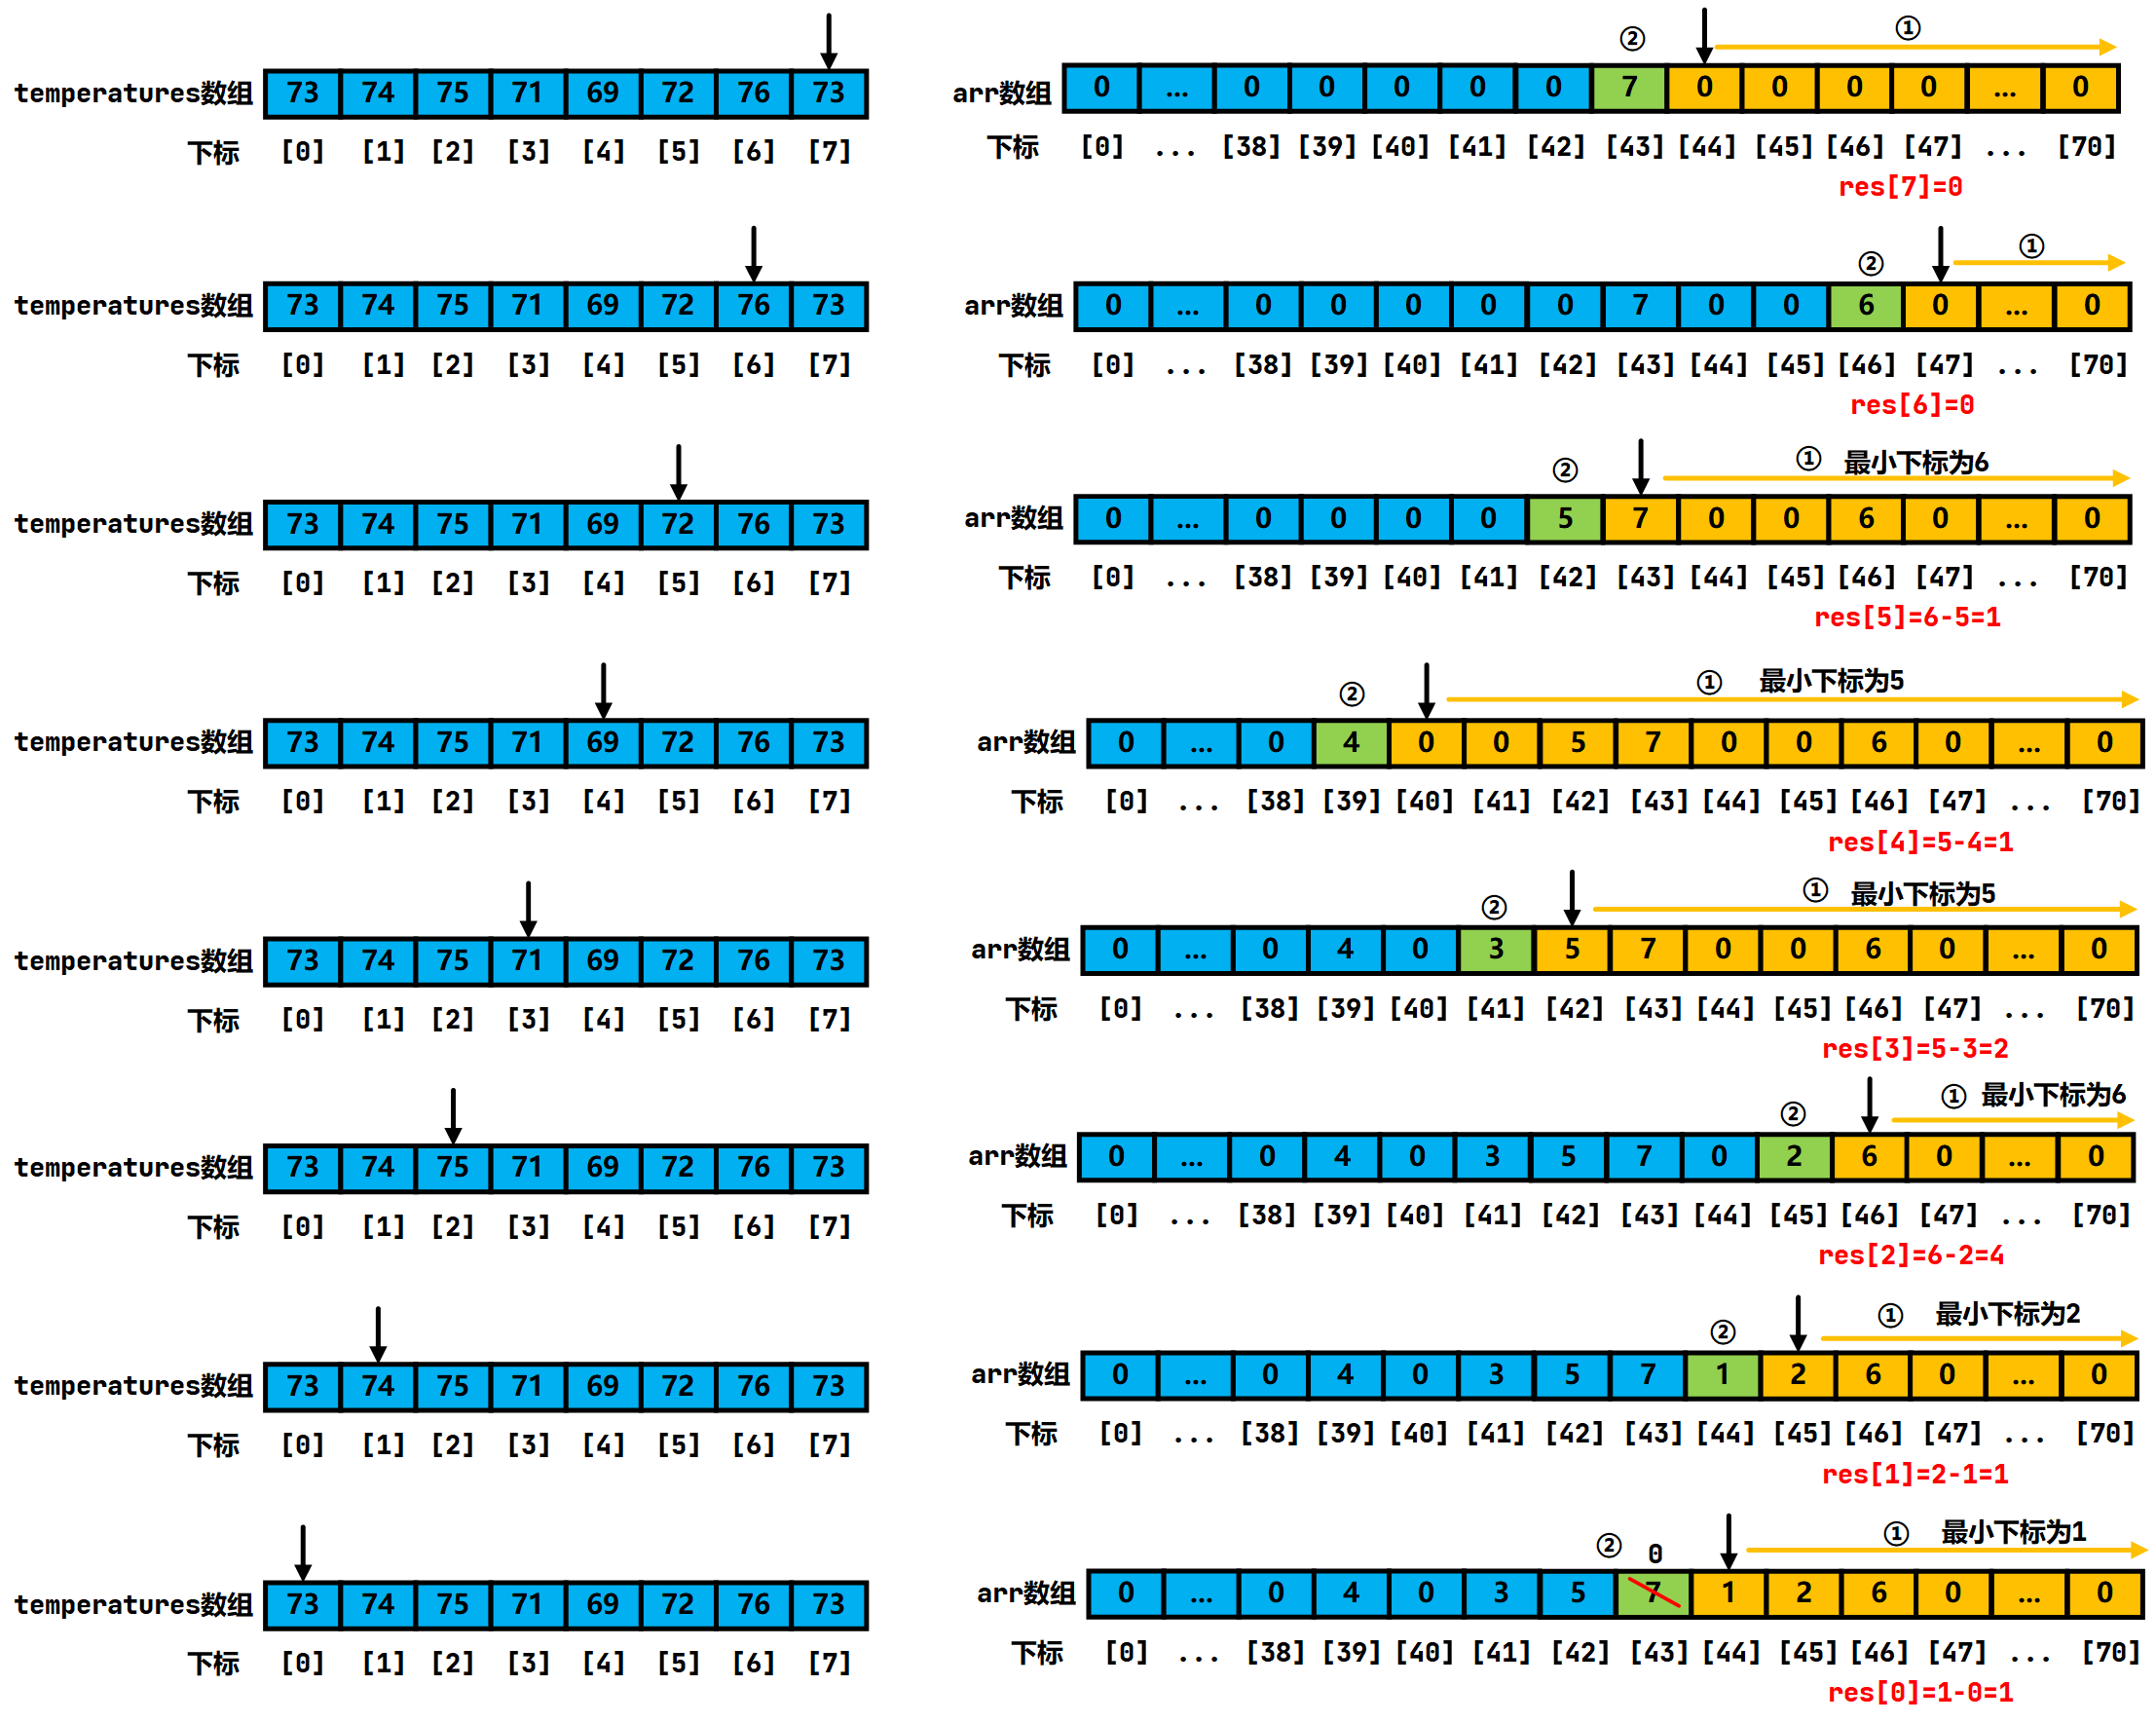 ② ①
temperatures数组 73 74 75 71 69 72 76 73 arr数组 0 ... 0 0 0 0 0 7 0 0 0 0 ... 0
下标 [0] [1] [2] [3] [4] [5] [6] [7] 下标 [0] ... [38] [39] [40] [41] [42] [43] [44] [45] [46] [47] ... [70]
res[7]=0
② ①
temperatures数组 73 74 75 71 69 72 76 73 arr数组 0 ... 0 0 0 0 0 7 0 0 6 0 ... 0
下标 [0] [1] [2] [3] [4] [5] [6] [7] 下标 [0] ... [38] [39] [40] [41] [42] [43] [44] [45] [46] [47] ... [70]
res[6]=0
② ① 最小下标为6
temperatures数组 73 74 75 71 69 72 76 73 arr数组 0 ... 0 0 0 0 5 7 0 0 6 0 ... 0
下标 [0] [1] [2] [3] [4] [5] [6] [7] 下标 [0] ... [38] [39] [40] [41] [42] [43] [44] [45] [46] [47] ... [70]
res[5]=6-5=1
② ① 最小下标为5
temperatures数组 73 74 75 71 69 72 76 73 arr数组 0 ... 0 4 0 0 5 7 0 0 6 0 ... 0
下标 [0] [1] [2] [3] [4] [5] [6] [7] 下标 [0] ... [38] [39] [40] [41] [42] [43] [44] [45] [46] [47] ... [70]
res[4]=5-4=1
② ① 最小下标为5
temperatures数组 73 74 75 71 69 72 76 73 arr数组 0 ... 0 4 0 3 5 7 0 0 6 0 ... 0
下标 [0] [1] [2] [3] [4] [5] [6] [7] 下标 [0] ... [38] [39] [40] [41] [42] [43] [44] [45] [46] [47] ... [70]
res[3]=5-3=2
② ① 最小下标为6
temperatures数组 73 74 75 71 69 72 76 73 arr数组 0 ... 0 4 0 3 5 7 0 2 6 0 ... 0
下标 [0] [1] [2] [3] [4] [5] [6] [7] 下标 [0] ... [38] [39] [40] [41] [42] [43] [44] [45] [46] [47] ... [70]
res[2]=6-2=4
② ① 最小下标为2
temperatures数组 73 74 75 71 69 72 76 73 arr数组 0 ... 0 4 0 3 5 7 1 2 6 0 ... 0
下标 [0] [1] [2] [3] [4] [5] [6] [7] 下标 [0] ... [38] [39] [40] [41] [42] [43] [44] [45] [46] [47] ... [70]
res[1]=2-1=1
② 0 ① 最小下标为1
temperatures数组 73 74 75 71 69 72 76 73 arr数组 0 ... 0 4 0 3 5 7 1 2 6 0 ... 0
下标 [0] [1] [2] [3] [4] [5] [6] [7] 下标 [0] ... [38] [39] [40] [41] [42] [43] [44] [45] [46] [47] ... [70]
res[0]=1-0=1